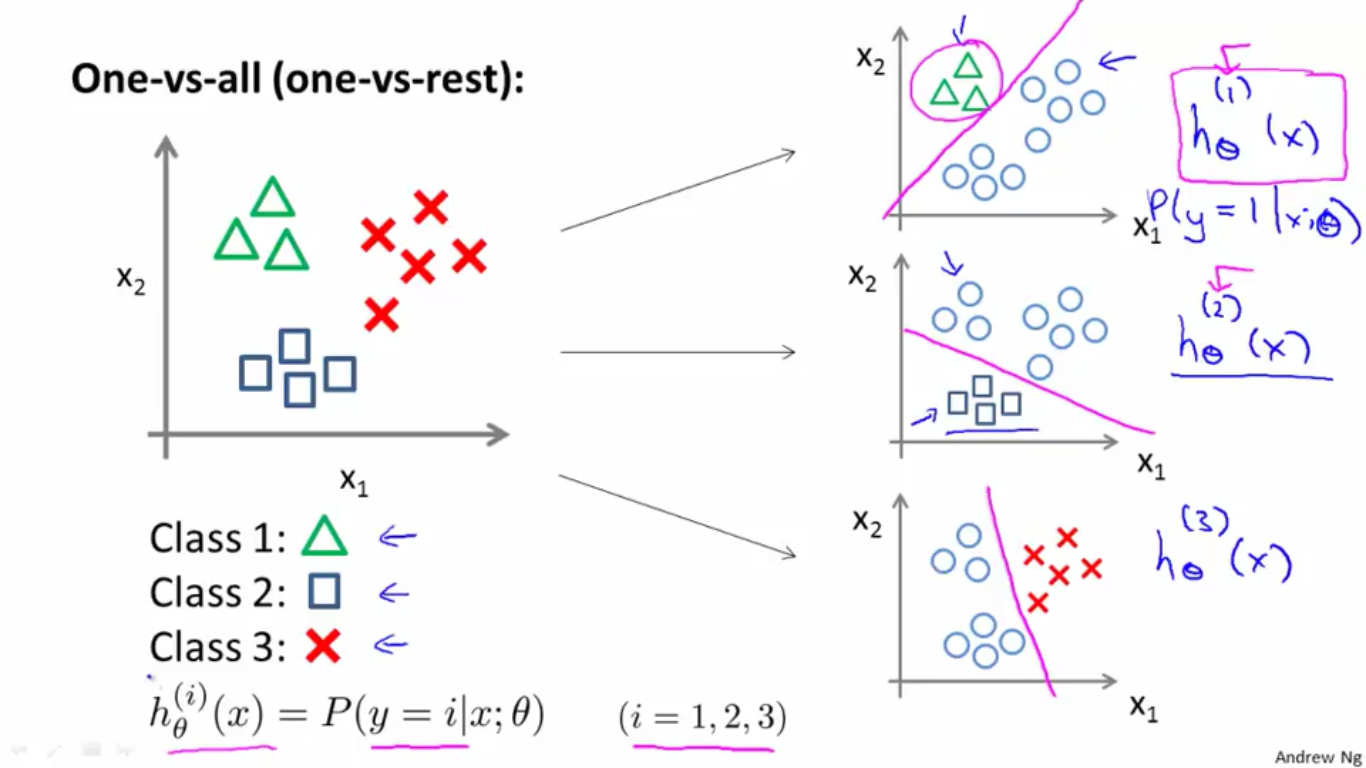 One-vs-all (one-vs-rest):
x₂
x₁
Class 1:
Class 2:
Class 3:
h_θ^(i)(x) = P(y = i|x; θ) (i = 1, 2, 3)
x₂
x₁
h_θ^(1)(x)
P(y=1|x;θ)
x₂
x₁
h_θ^(2)(x)
x₂
x₁
h_θ^(3)(x)
Andrew Ng